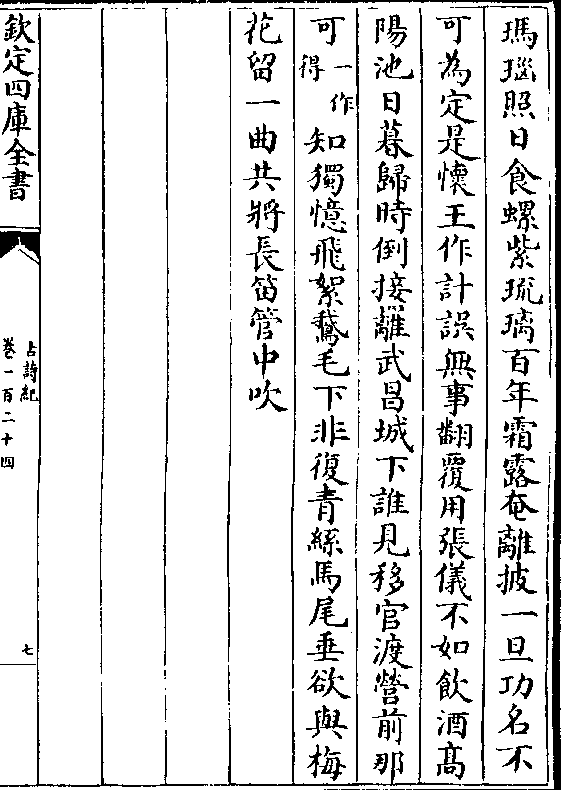 瑪瑙照日食螺紫琉璃百年霜露奄離披一旦功名不
可為定是懷王作計誤無事翻覆用張儀不如飲酒髙
陽池日暮歸時倒接離武昌城下誰見移官渡營前那
可一作得知獨憶飛絮鵞毛下非復青絲馬尾垂欲與梅
花留一曲共將長笛管中吹
欽定四庫全書
古詩紀
卷一百二十四
七